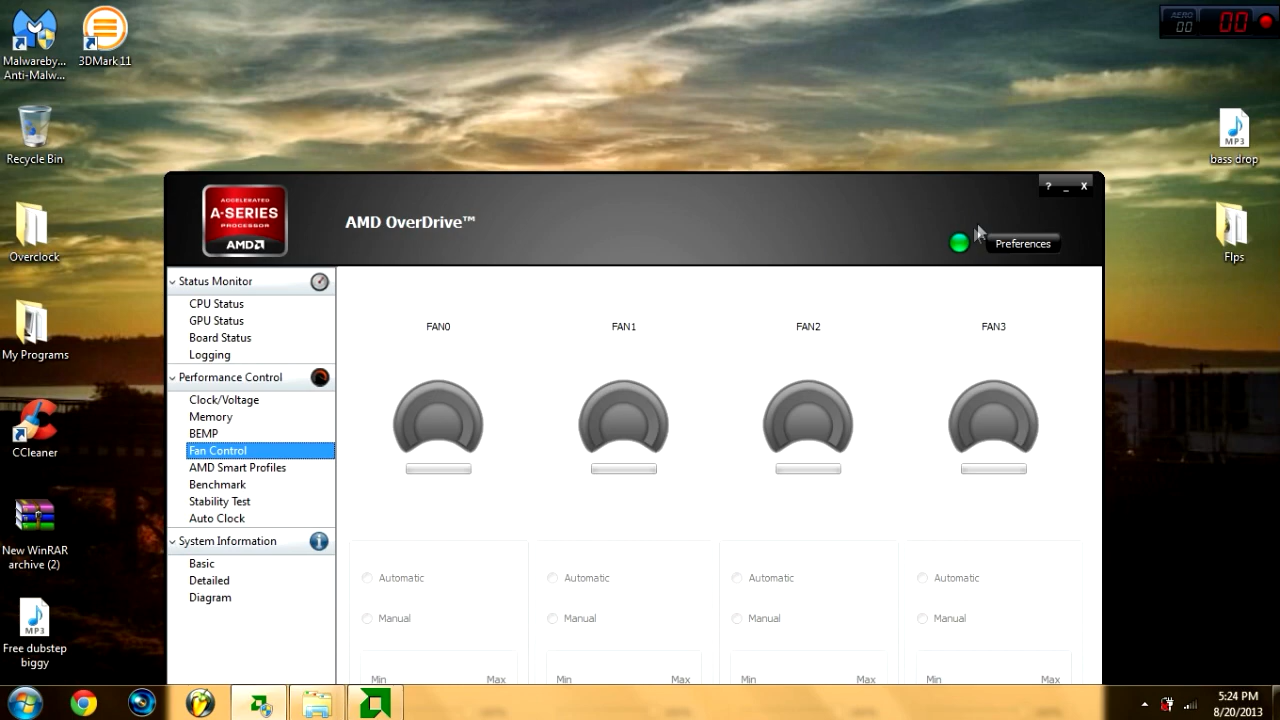 Malwareby...
Anti-Malw...
3DMark 11
AERO
00
00
Recycle Bin
MP3
bass drop
Overclock
FIps
My Programs
CCleaner
New WinRAR
archive (2)
MP3
Free dubstep
biggy
ACCELERATED
A-SERIES
PROCESSOR
AMD
AMD OverDrive™
? _ X
Preferences
Status Monitor
CPU Status
GPU Status
Board Status
Logging
Performance Control
Clock/Voltage
Memory
BEMP
Fan Control
AMD Smart Profiles
Benchmark
Stability Test
Auto Clock
System Information
Basic
Detailed
Diagram
FAN0 FAN1 FAN2 FAN3
Automatic Automatic Automatic Automatic
Manual Manual Manual Manual
Min Max Min Max Min Max Min Max
5:24 PM
8/20/2013